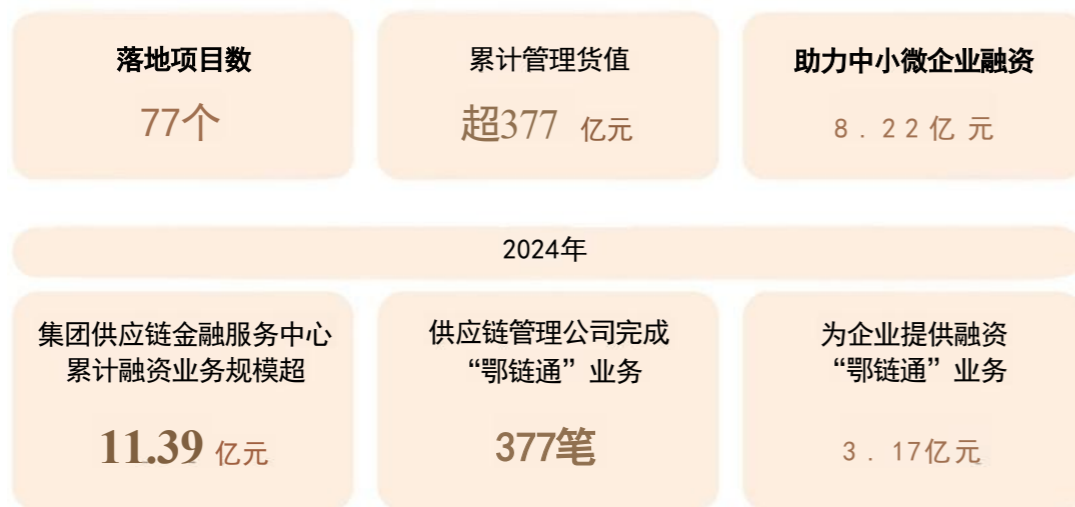 落地项目数
77个
累计管理货值
超377 亿元
助力中小微企业融资
8.22亿元
2024年
集团供应链金融服务中心
累计融资业务规模超
11.39 亿元
供应链管理公司完成
“鄂链通”业务
377笔
为企业提供融资
“鄂链通”业务
3.17亿元